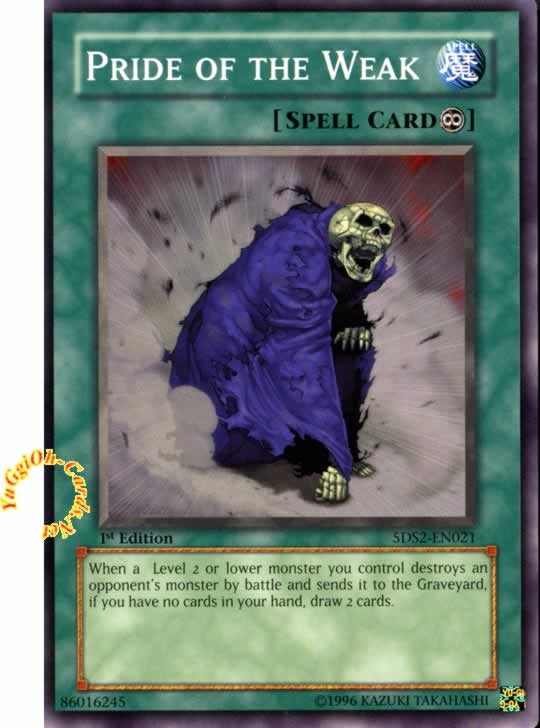 PRIDE OF THE WEAK
SPELL
魔
[SPELL CARD♾]
YuGgiOh-Cards.Net
1st Edition
5DS2-EN021
When a Level 2 or lower monster you control destroys an
opponent's monster by battle and sends it to the Graveyard,
if you have no cards in your hand, draw 2 cards.
86016245
©1996 KAZUKI TAKAHASHI